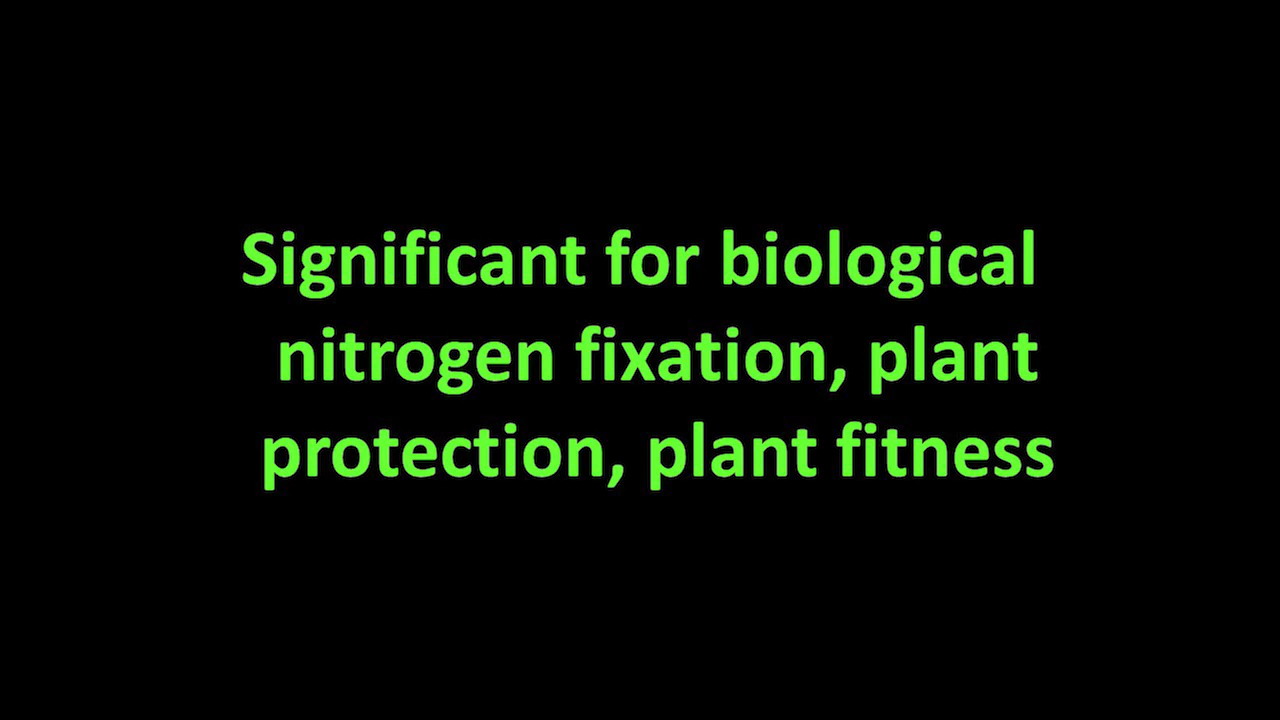 Significant for biological
nitrogen fixation, plant
protection, plant fitness